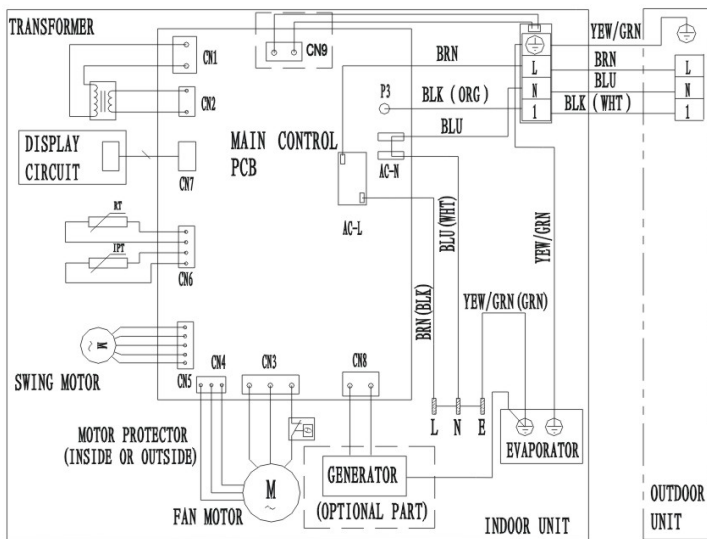 TRANSFORMER
CN1
CN2
CN9
YEW/GRN
BRN
L
BRN
L
BLU
P3
BLK(ORG)
N
N
1
BLK(WHT)
1
BLU
DISPLAY
CIRCUIT
CN7
MAIN CONTROL
PCB
AC-N
AC-L
RT
IPT
CN6
BLU(WHT)
YEW/GRN
YEW/GRN(GRN)
BRN(BLK)
M
~
SWING MOTOR
CN5
CN4
CN3
CN8
L N E
EVAPORATOR
MOTOR PROTECTOR
(INSIDE OR OUTSIDE)
M
~
FAN MOTOR
GENERATOR
(OPTIONAL PART)
INDOOR UNIT
OUTDOOR
UNIT